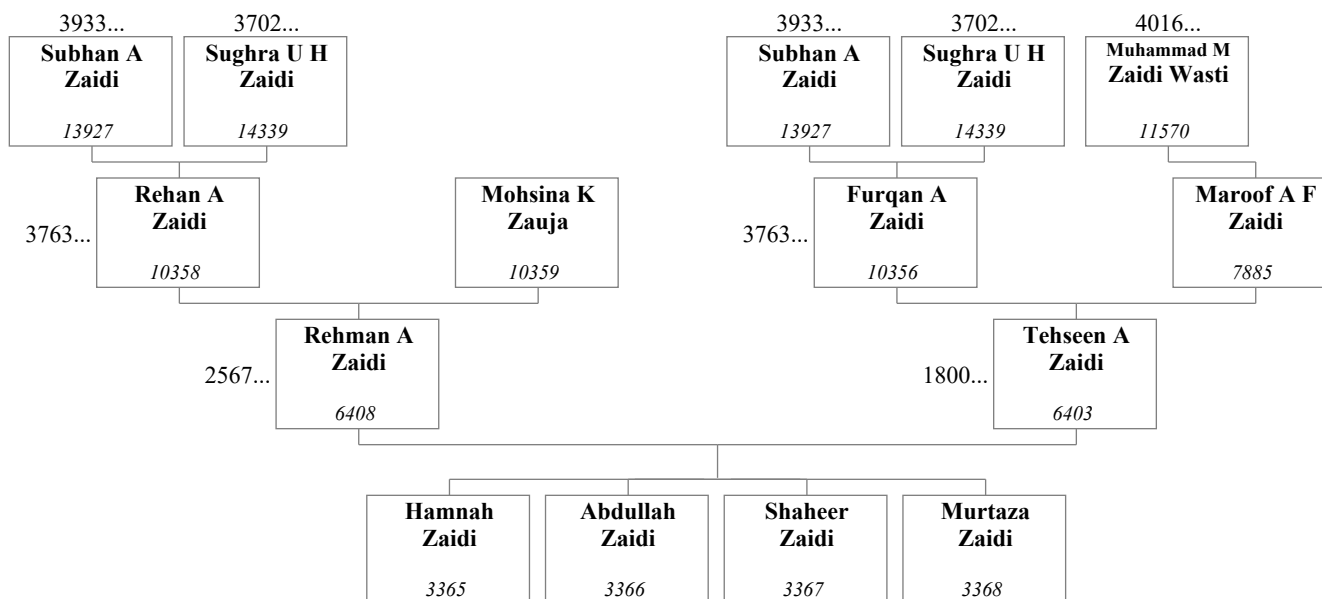 3933...
3702...
3933...
3702...
4016...
Subhan A
Zaidi
13927
Sughra U H
Zaidi
14339
Subhan A
Zaidi
13927
Sughra U H
Zaidi
14339
Muhammad M
Zaidi Wasti
11570
3763...
Rehan A
Zaidi
10358
Mohsina K
Zauja
10359
3763...
Furqan A
Zaidi
10356
Maroof A F
Zaidi
7885
2567...
Rehman A
Zaidi
6408
1800...
Tehseen A
Zaidi
6403
Hamnah
Zaidi
3365
Abdullah
Zaidi
3366
Shaheer
Zaidi
3367
Murtaza
Zaidi
3368